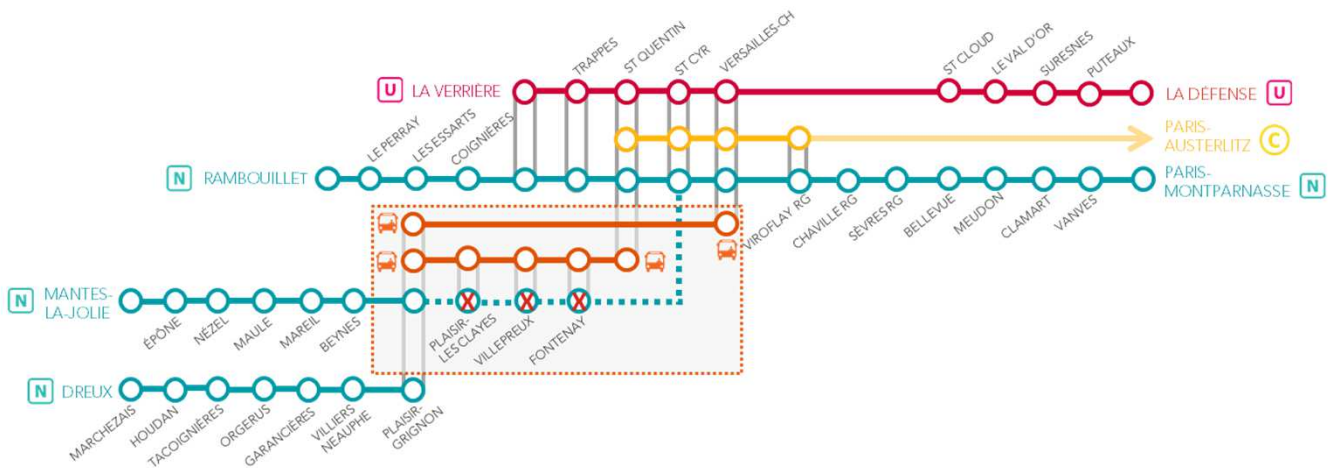 TRAPPES
ST QUENTIN
ST CYR
VERSAILLES-CH
ST CLOUD
LE VAL D'OR
SURESNES
PUTEAUX
U LA VERRIÈRE
LA DÉFENSE U
LE PERRAY
LES ESSARTS
COIGNIÈRES
PARIS-
AUSTERLITZ C
N RAMBOUILLET
PARIS-
MONTPARNASSE N
VIROFLAY RG
CHAVILLE RG
SÈVRES RG
BELLEVUE
MEUDON
CLAMART
VANVES
N MANTES-
LA-JOLIE
ÉPÔNE
NÉZEL
MAULE
MAREIL
BEYNES
PLAISIR-
LES CLAYES
VILLEPREUX
FONTENAY
N DREUX
MARCHEZAIS
HOUDAN
TACOIGNIÈRES
ORGERUS
GARANCIÈRES
VILLIERS
NEAUPHE
PLAISIR-
GRIGNON